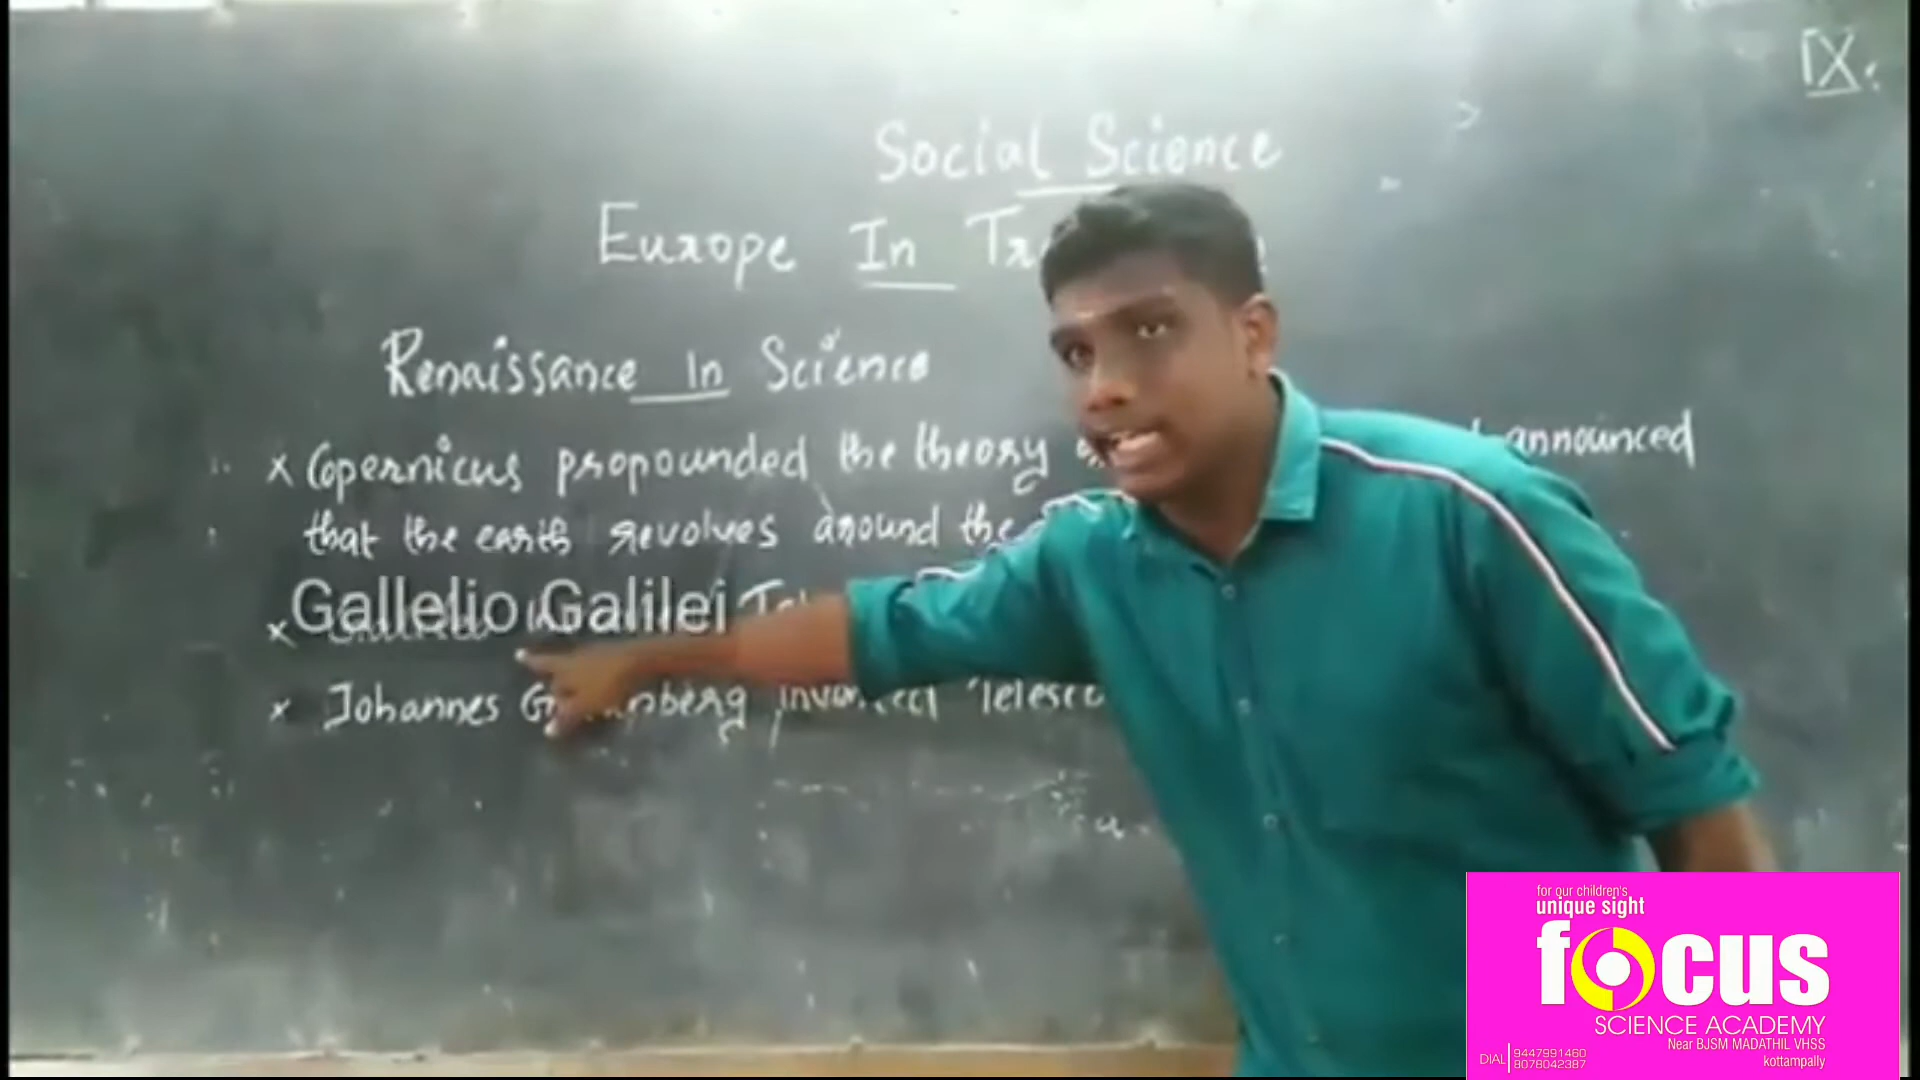 IX.
Social Science
Europe In
Renaissance In Science
x Copernicus propounded the theory announced
that the earth revolves around the
x Gallelio Galilei
x Johannes invented 'Telesco
for our children's
unique sight
focus
SCIENCE ACADEMY
Near BJSM MADATHIL VHSS
kottampally
DIAL 9447991460
8078042387